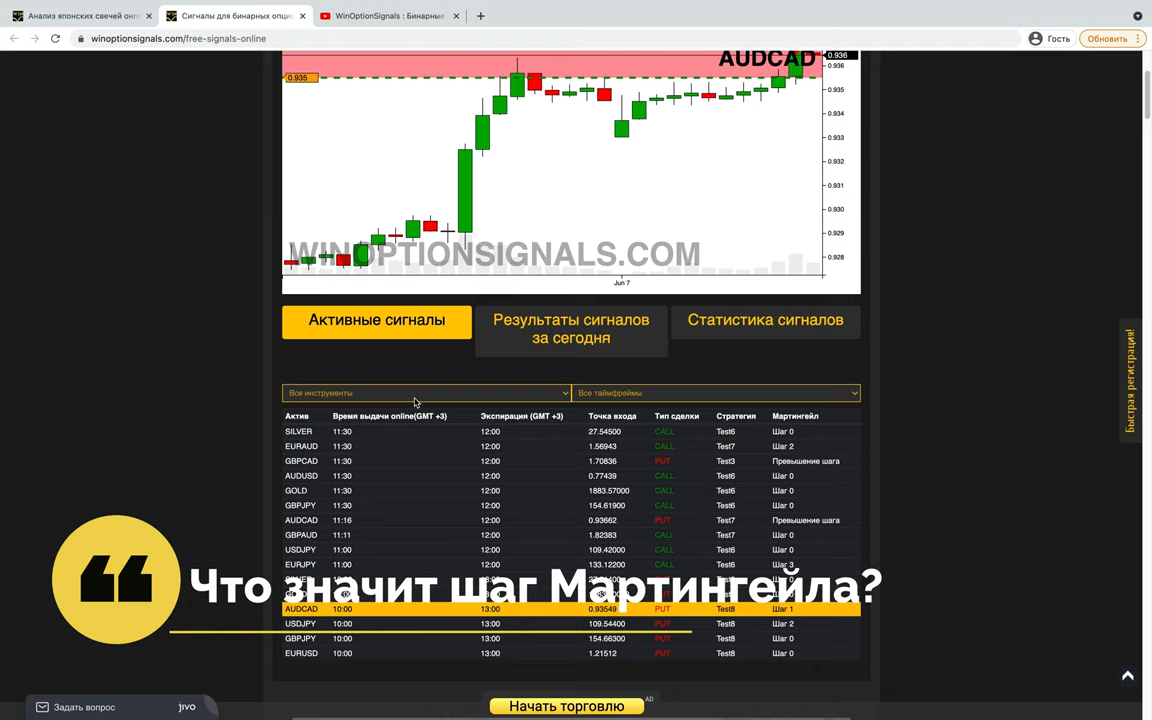 Анализ японских свечей онл
Сигналы для бинарных опци
WinOptionSignals : Бинарные
winoptionsignals.com/free-signals-online
Гость
Обновить
AUDCAD
0.936
0.936
0.935
0.935
0.934
0.933
0.932
0.931
0.930
0.929
0.928
WINOPTIONSIGNALS.COM
Jun 7
Активные сигналы
Результаты сигналов за сегодня
Статистика сигналов
Быстрая регистрация!
Все инструменты
Все таймфреймы
Актив Время выдачи online(GMT +3) Экспирация (GMT +3) Точка входа Тип сделки Стратегия Мартингейл
SILVER 11:30 12:00 27.54500 CALL Test6 Шаг 0
EURAUD 11:30 12:00 1.56943 CALL Test7 Шаг 2
GBPCAD 11:30 12:00 1.70836 PUT Test3 Превышение шага
AUDUSD 11:30 12:00 0.77439 CALL Test6 Шаг 0
GOLD 11:30 12:00 1883.57000 CALL Test6 Шаг 0
GBPJPY 11:30 12:00 154.61900 CALL Test6 Шаг 0
AUDCAD 11:16 12:00 0.93662 PUT Test7 Превышение шага
GBPAUD 11:11 12:00 1.82383 CALL Test7 Шаг 0
USDJPY 11:00 12:00 109.42000 CALL Test6 Шаг 0
EURJPY 11:00 12:00 133.12200 CALL Test6 Шаг 3
Что значит шаг Мартингейла?
AUDCAD 10:00 13:00 0.93549 PUT Test8 Шаг 1
USDJPY 10:00 13:00 109.54400 PUT Test8 Шаг 2
GBPJPY 10:00 13:00 154.66300 PUT Test8 Шаг 0
EURUSD 10:00 13:00 1.21512 PUT Test8 Шаг 0
Задать вопрос
jivo
Начать торговлю
AD